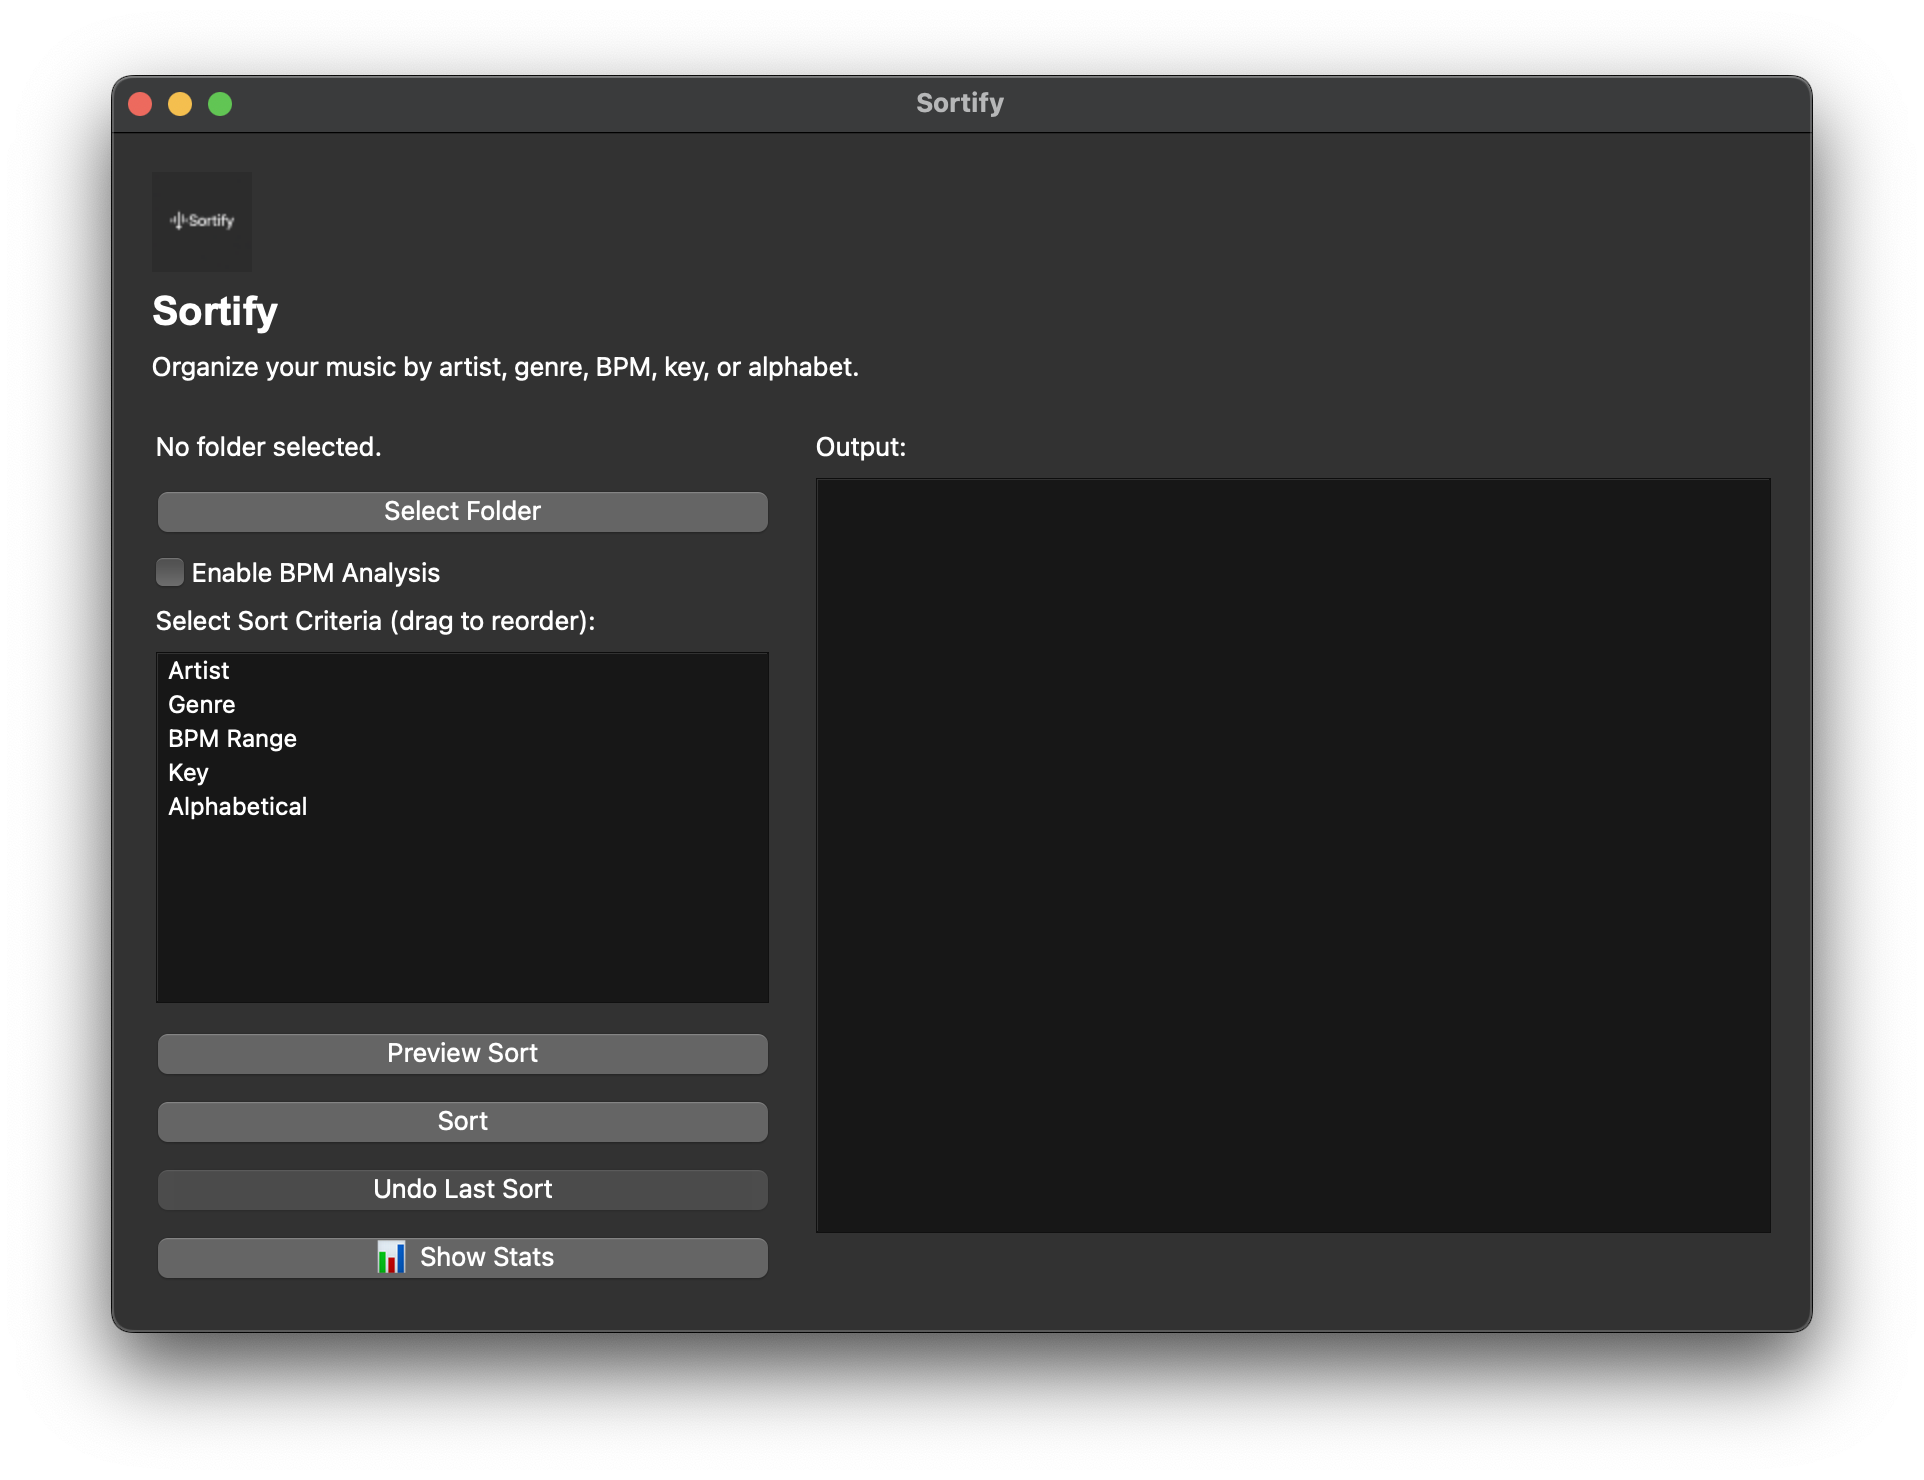 Sortify
Sortify
Sortify
Organize your music by artist, genre, BPM, key, or alphabet.
No folder selected.
Select Folder
Enable BPM Analysis
Select Sort Criteria (drag to reorder):
Artist
Genre
BPM Range
Key
Alphabetical
Preview Sort
Sort
Undo Last Sort
Show Stats
Output: